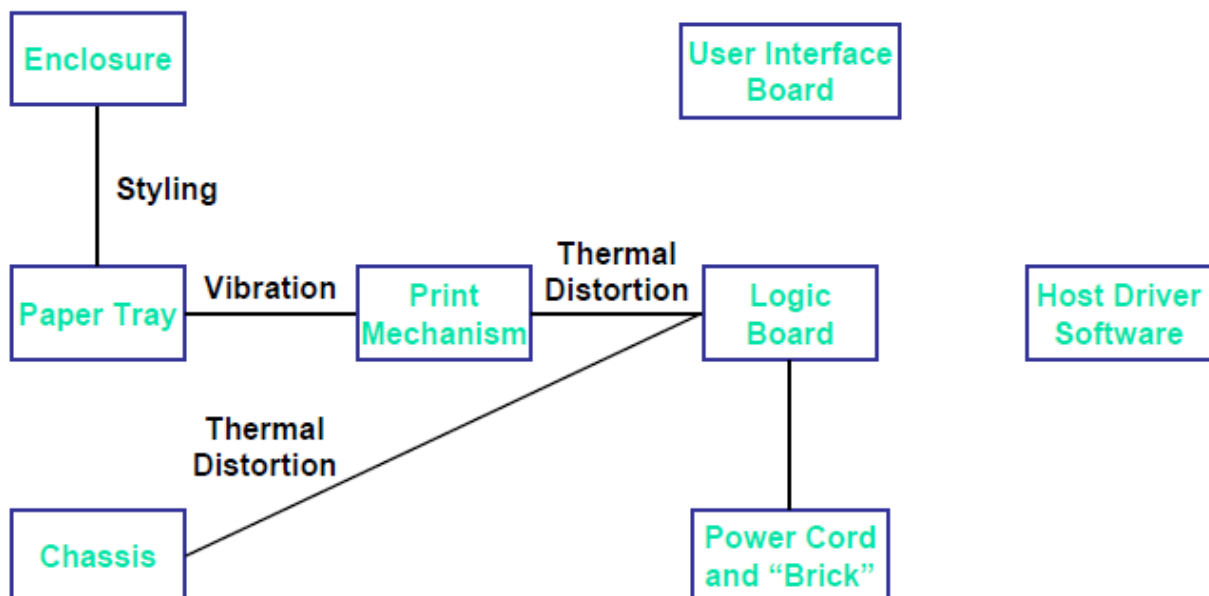 Enclosure
User Interface
Board
Styling
Paper Tray
Vibration
Print
Mechanism
Thermal
Distortion
Logic
Board
Host Driver
Software
Thermal
Distortion
Chassis
Power Cord
and “Brick”